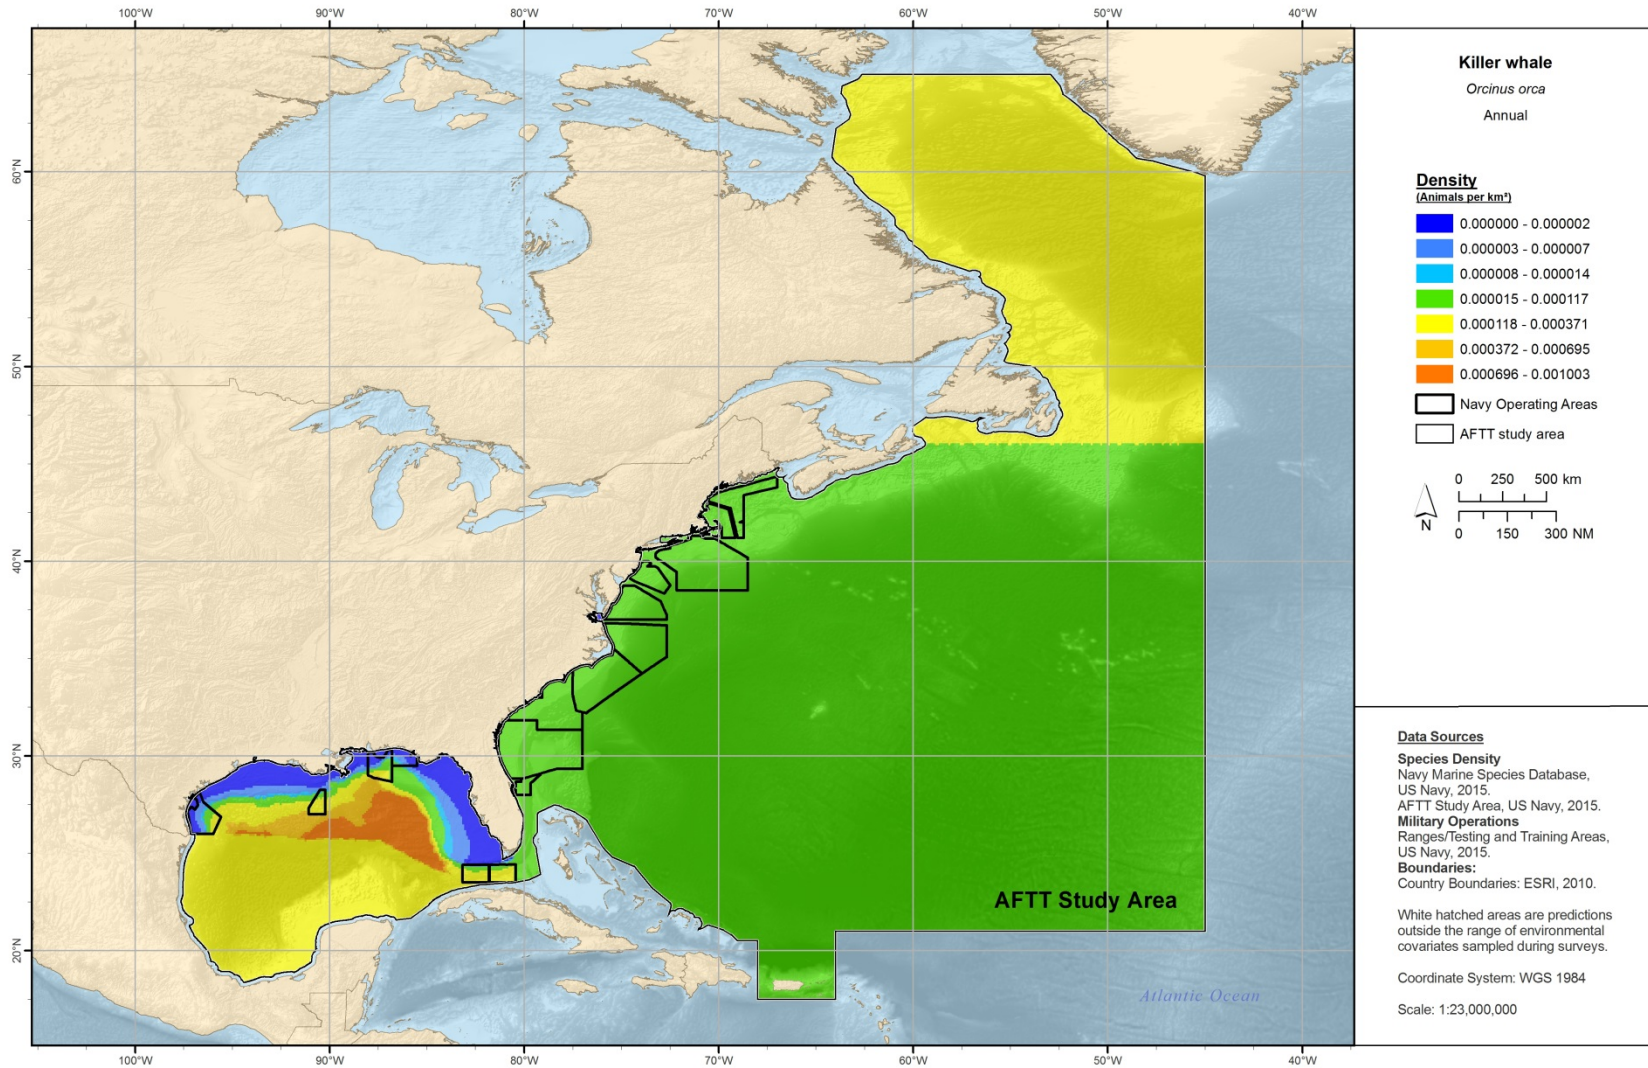 100°W 90°W 80°W 70°W 60°W 50°W 40°W
60°N
50°N
40°N
30°N
20°N
60°N
50°N
40°N
30°N
20°N
AFTT Study Area
Atlantic Ocean
100°W 90°W 80°W 70°W 60°W 50°W 40°W
Killer whale
Orcinus orca
Annual
Density
(Animals per km²)
0.000000 - 0.000002
0.000003 - 0.000007
0.000008 - 0.000014
0.000015 - 0.000117
0.000118 - 0.000371
0.000372 - 0.000695
0.000696 - 0.001003
Navy Operating Areas
AFTT study area
N
0 250 500 km
0 150 300 NM
Data Sources
Species Density
Navy Marine Species Database,
US Navy, 2015.
AFTT Study Area, US Navy, 2015.
Military Operations
Ranges/Testing and Training Areas,
US Navy, 2015.
Boundaries:
Country Boundaries: ESRI, 2010.
White hatched areas are predictions
outside the range of environmental
covariates sampled during surveys.
Coordinate System: WGS 1984
Scale: 1:23,000,000